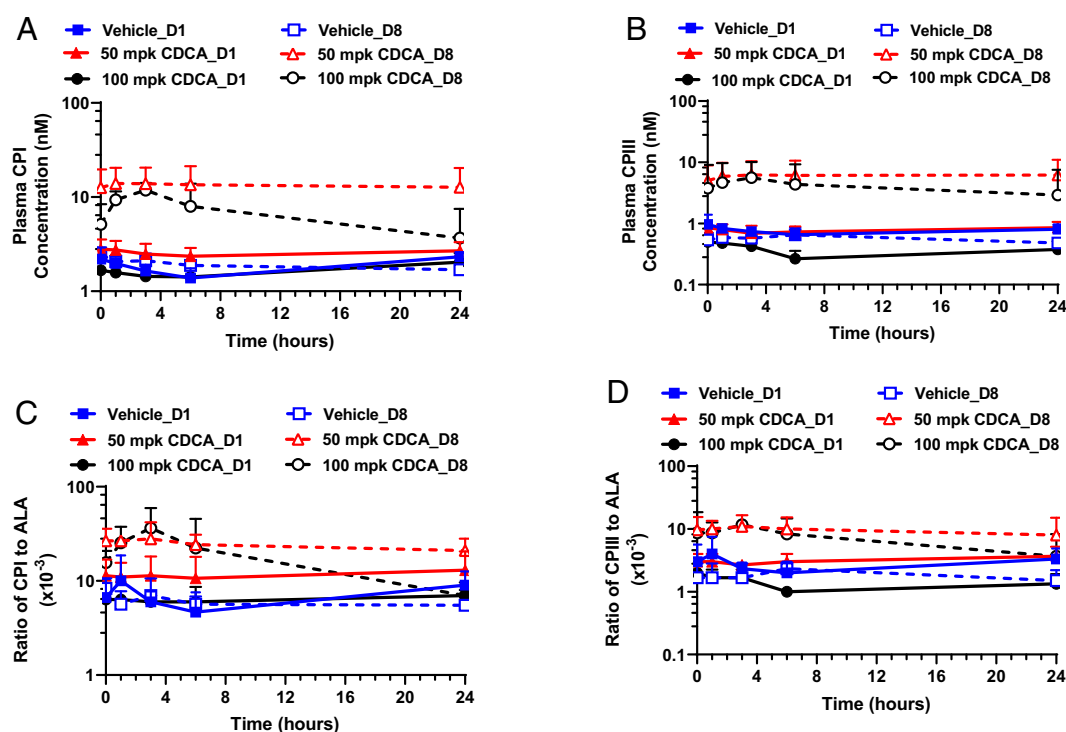 A
Vehicle_D1
Vehicle_D8
50 mpk CDCA_D1
50 mpk CDCA_D8
100 mpk CDCA_D1
100 mpk CDCA_D8
Plasma CPI
Concentration (nM)
100
10
1
0 4 8 12 16 20 24
Time (hours)
B
Vehicle_D1
Vehicle_D8
50 mpk CDCA_D1
50 mpk CDCA_D8
100 mpk CDCA_D1
100 mpk CDCA_D8
Plasma CPIII
Concentration (nM)
100
10
1
0.1
0 4 8 12 16 20 24
Time (hours)
C
Vehicle_D1
Vehicle_D8
50 mpk CDCA_D1
50 mpk CDCA_D8
100 mpk CDCA_D1
100 mpk CDCA_D8
Ratio of CPI to ALA
(x10⁻³)
100
10
1
0 4 8 12 16 20 24
Time (hours)
D
Vehicle_D1
Vehicle_D8
50 mpk CDCA_D1
50 mpk CDCA_D8
100 mpk CDCA_D1
100 mpk CDCA_D8
Ratio of CPIII to ALA
(x10⁻³)
100
10
1
0.1
0 4 8 12 16 20 24
Time (hours)